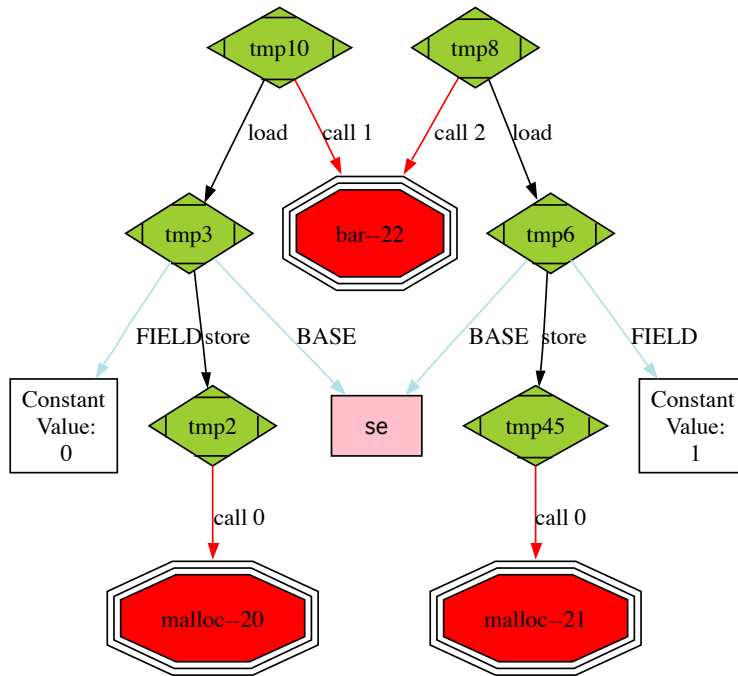 tmp10
tmp8
load
call 1
call 2
load
tmp3
bar--22
tmp6
FIELD
store
BASE
BASE
store
FIELD
Constant
Value:
0
tmp2
se
tmp45
Constant
Value:
1
call 0
call 0
malloc--20
malloc--21